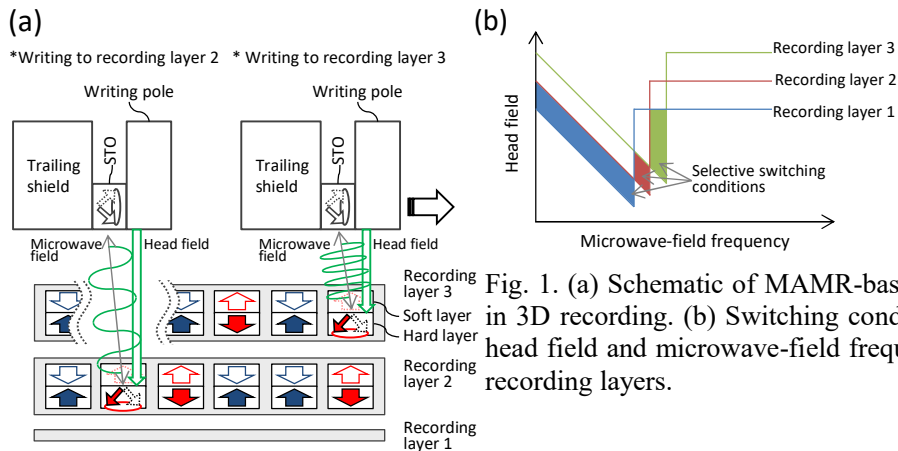 (a)
*Writing to recording layer 2
* Writing to recording layer 3
Writing pole
Writing pole
Trailing
shield
STO
Trailing
shield
STO
Microwave
field
Head field
Microwave
field
Head field
Recording
layer 3
Soft layer
Hard layer
Recording
layer 2
Recording
layer 1
(b)
Recording layer 3
Recording layer 2
Recording layer 1
Head field
Selective switching
conditions
Microwave-field frequency
Fig. 1. (a) Schematic of MAMR-bas
in 3D recording. (b) Switching cond
head field and microwave-field frequ
recording layers.